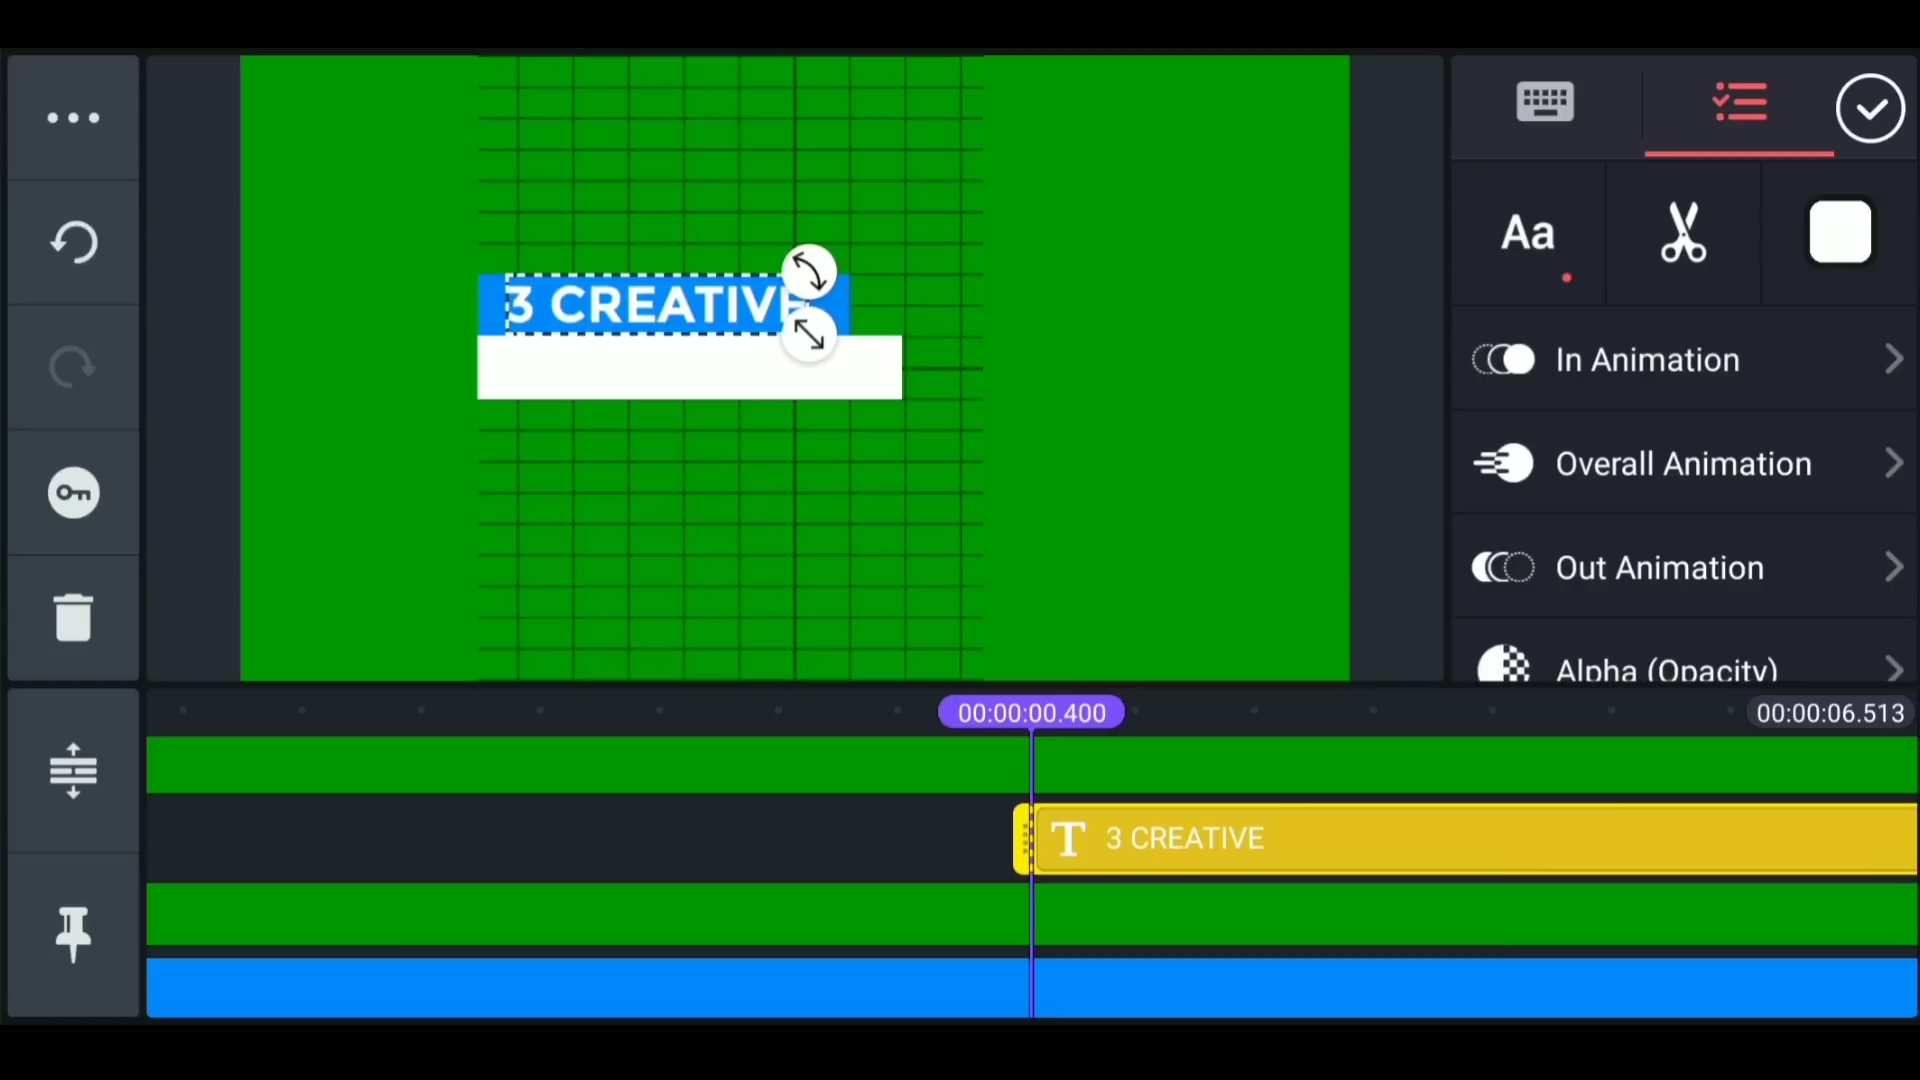 3 CREATIVE
Aa
In Animation
Overall Animation
Out Animation
Alpha (Opacity)
00:00:00.400
00:00:06.513
T 3 CREATIVE